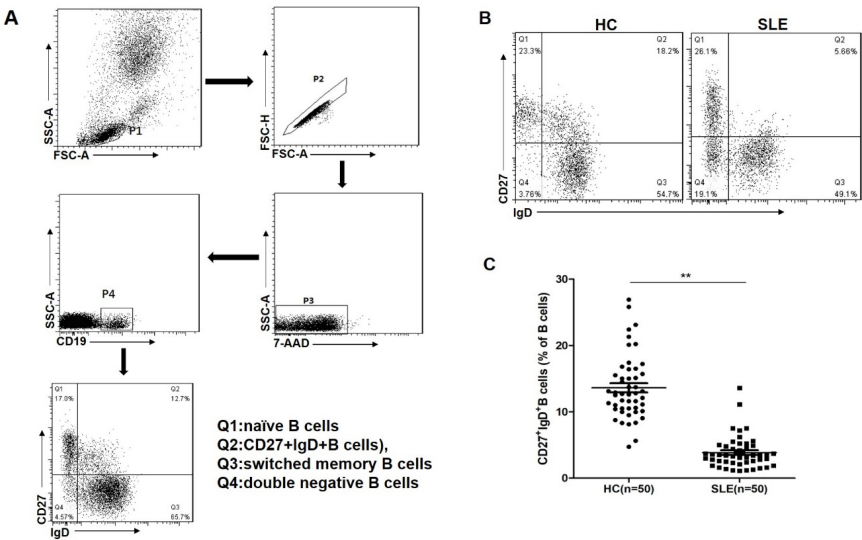 A
SSC-A
P1
FSC-A
FSC-H
P2
FSC-A
SSC-A
P4
CD19
SSC-A
P3
7-AAD
Q1
17.0%
Q2
12.7%
CD27
Q4
4.57%
Q3
65.7%
IgD
Q1:naïve B cells
Q2:CD27+IgD+B cells),
Q3:switched memory B cells
Q4:double negative B cells
B
HC
SLE
Q1
23.3%
Q2
18.2%
Q4
3.76%
Q3
54.7%
Q1
26.1%
Q2
5.66%
Q4
19.1%
Q3
49.1%
CD27
IgD
C
CD27+IgD+B cells (% of B cells)
30
20
10
0
**
HC(n=50)
SLE(n=50)